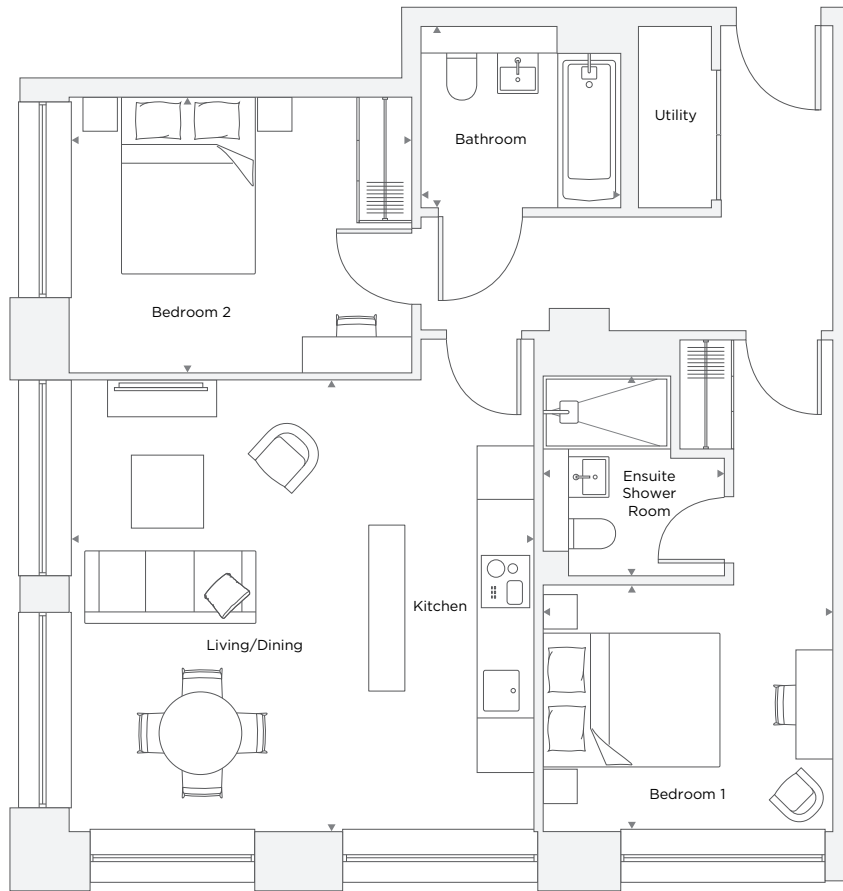 Utility
Bathroom
Bedroom 2
Ensuite
Shower
Room
Kitchen
Living/Dining
Bedroom 1